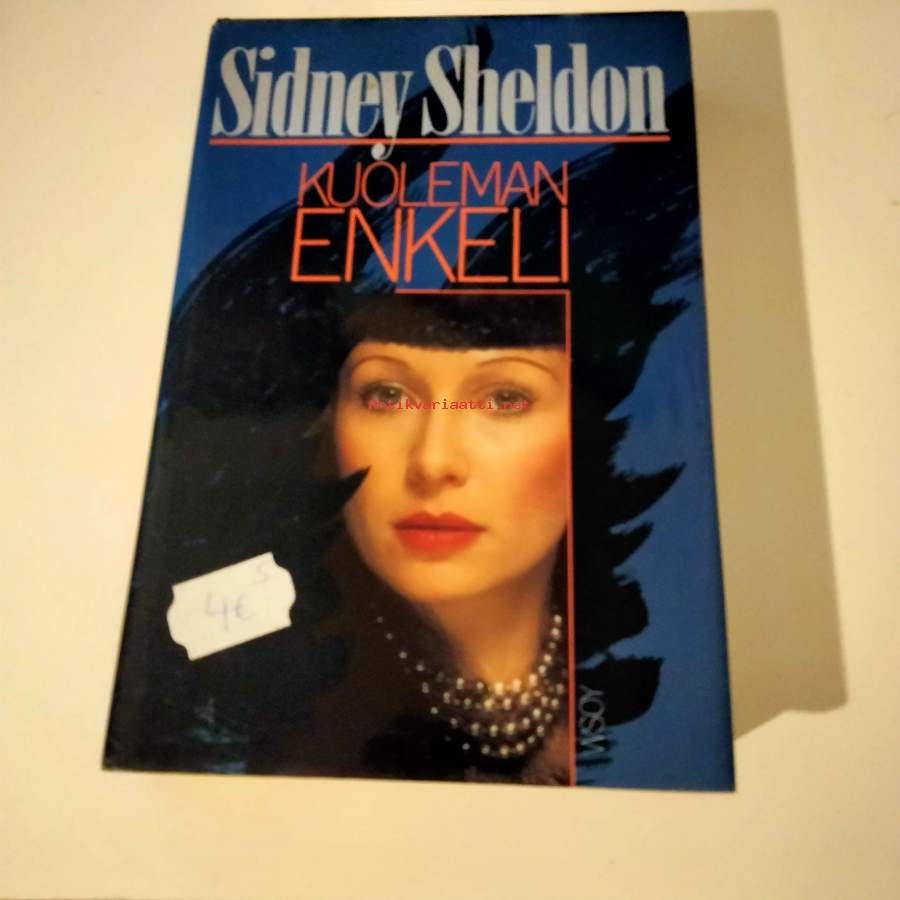 Sidney Sheldon
KUOLEMAN
ENKELI
antikvariaatti.net
S
4€
WSOY